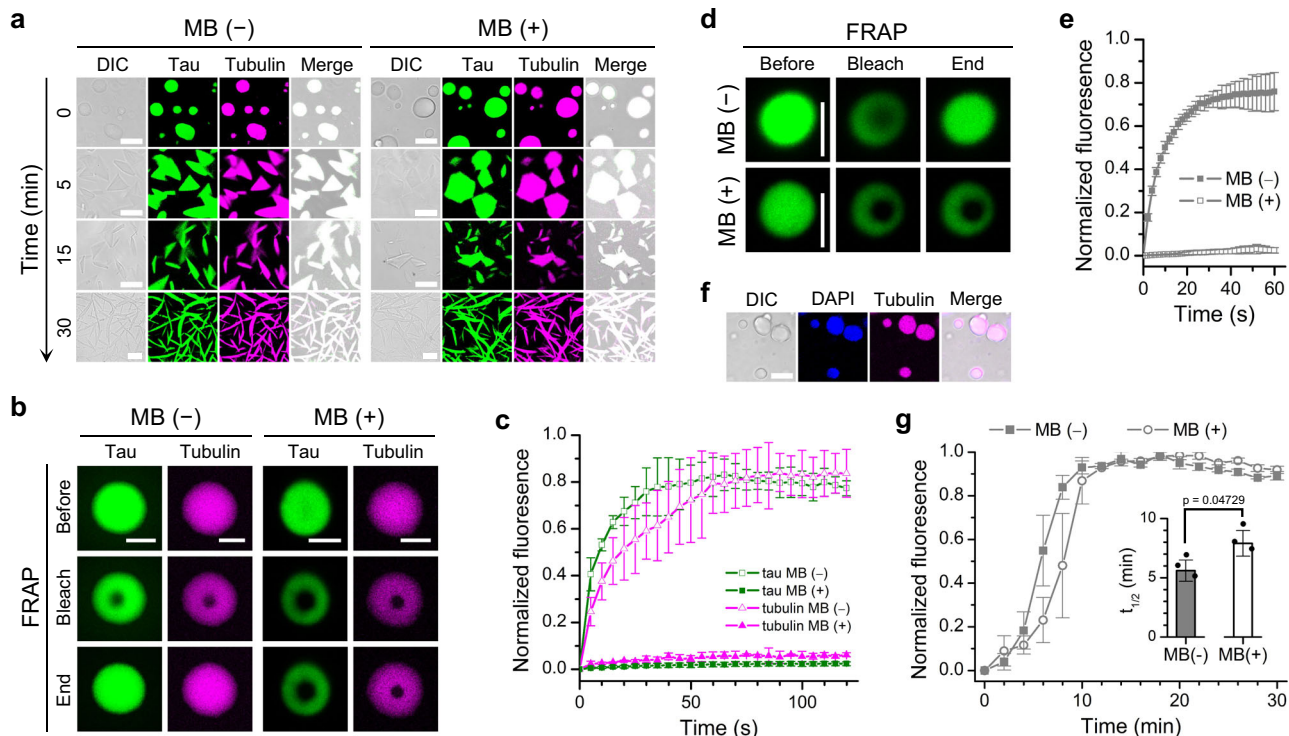 a
MB (−) MB (+)
DIC Tau Tubulin Merge DIC Tau Tubulin Merge
Time (min)
0
5
15
30
b
MB (−) MB (+)
Tau Tubulin Tau Tubulin
FRAP
Before
Bleach
End
c
Normalized fluorescence
1.0
0.8
0.6
0.4
0.2
0.0
tau MB (−)
tau MB (+)
tubulin MB (−)
tubulin MB (+)
0 50 100
Time (s)
d
FRAP
Before Bleach End
MB (−)
MB (+)
e
Normalized fluorescence
1.0
0.8
0.6
0.4
0.2
0.0
MB (−)
MB (+)
0 20 40 60
Time (s)
f
DIC DAPI Tubulin Merge
g
MB (−) MB (+)
Normalized fluorescence
1.0
0.8
0.6
0.4
0.2
0.0
p = 0.04729
t1/2 (min)
10
5
0
MB(-) MB(+)
0 10 20 30
Time (min)